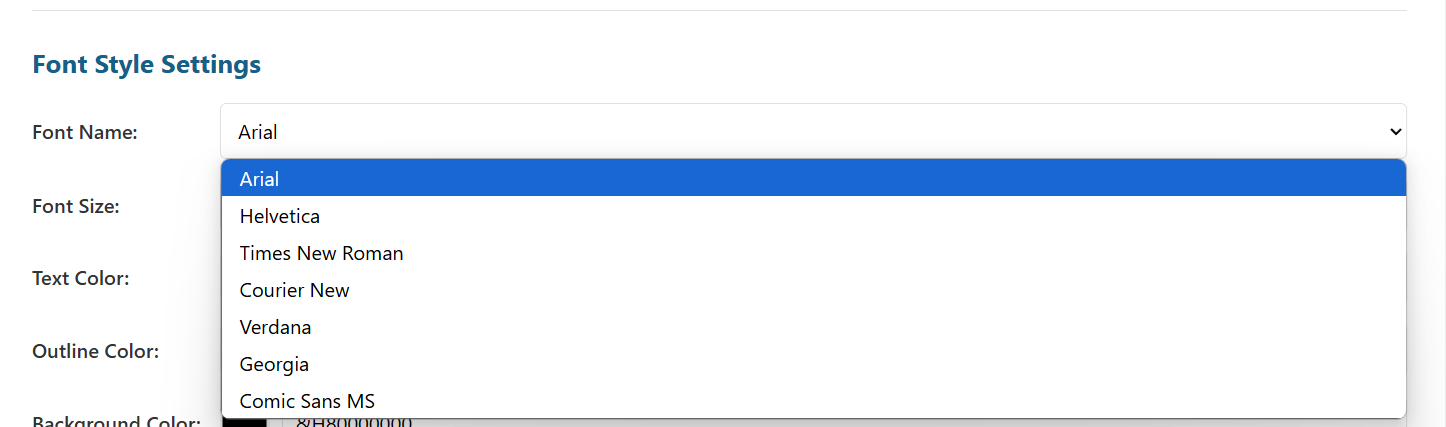 Font Style Settings
Font Name:
Arial
Arial
Font Size:
Helvetica
Times New Roman
Text Color:
Courier New
Verdana
Outline Color:
Georgia
Comic Sans MS
Background Color:
&H80000000